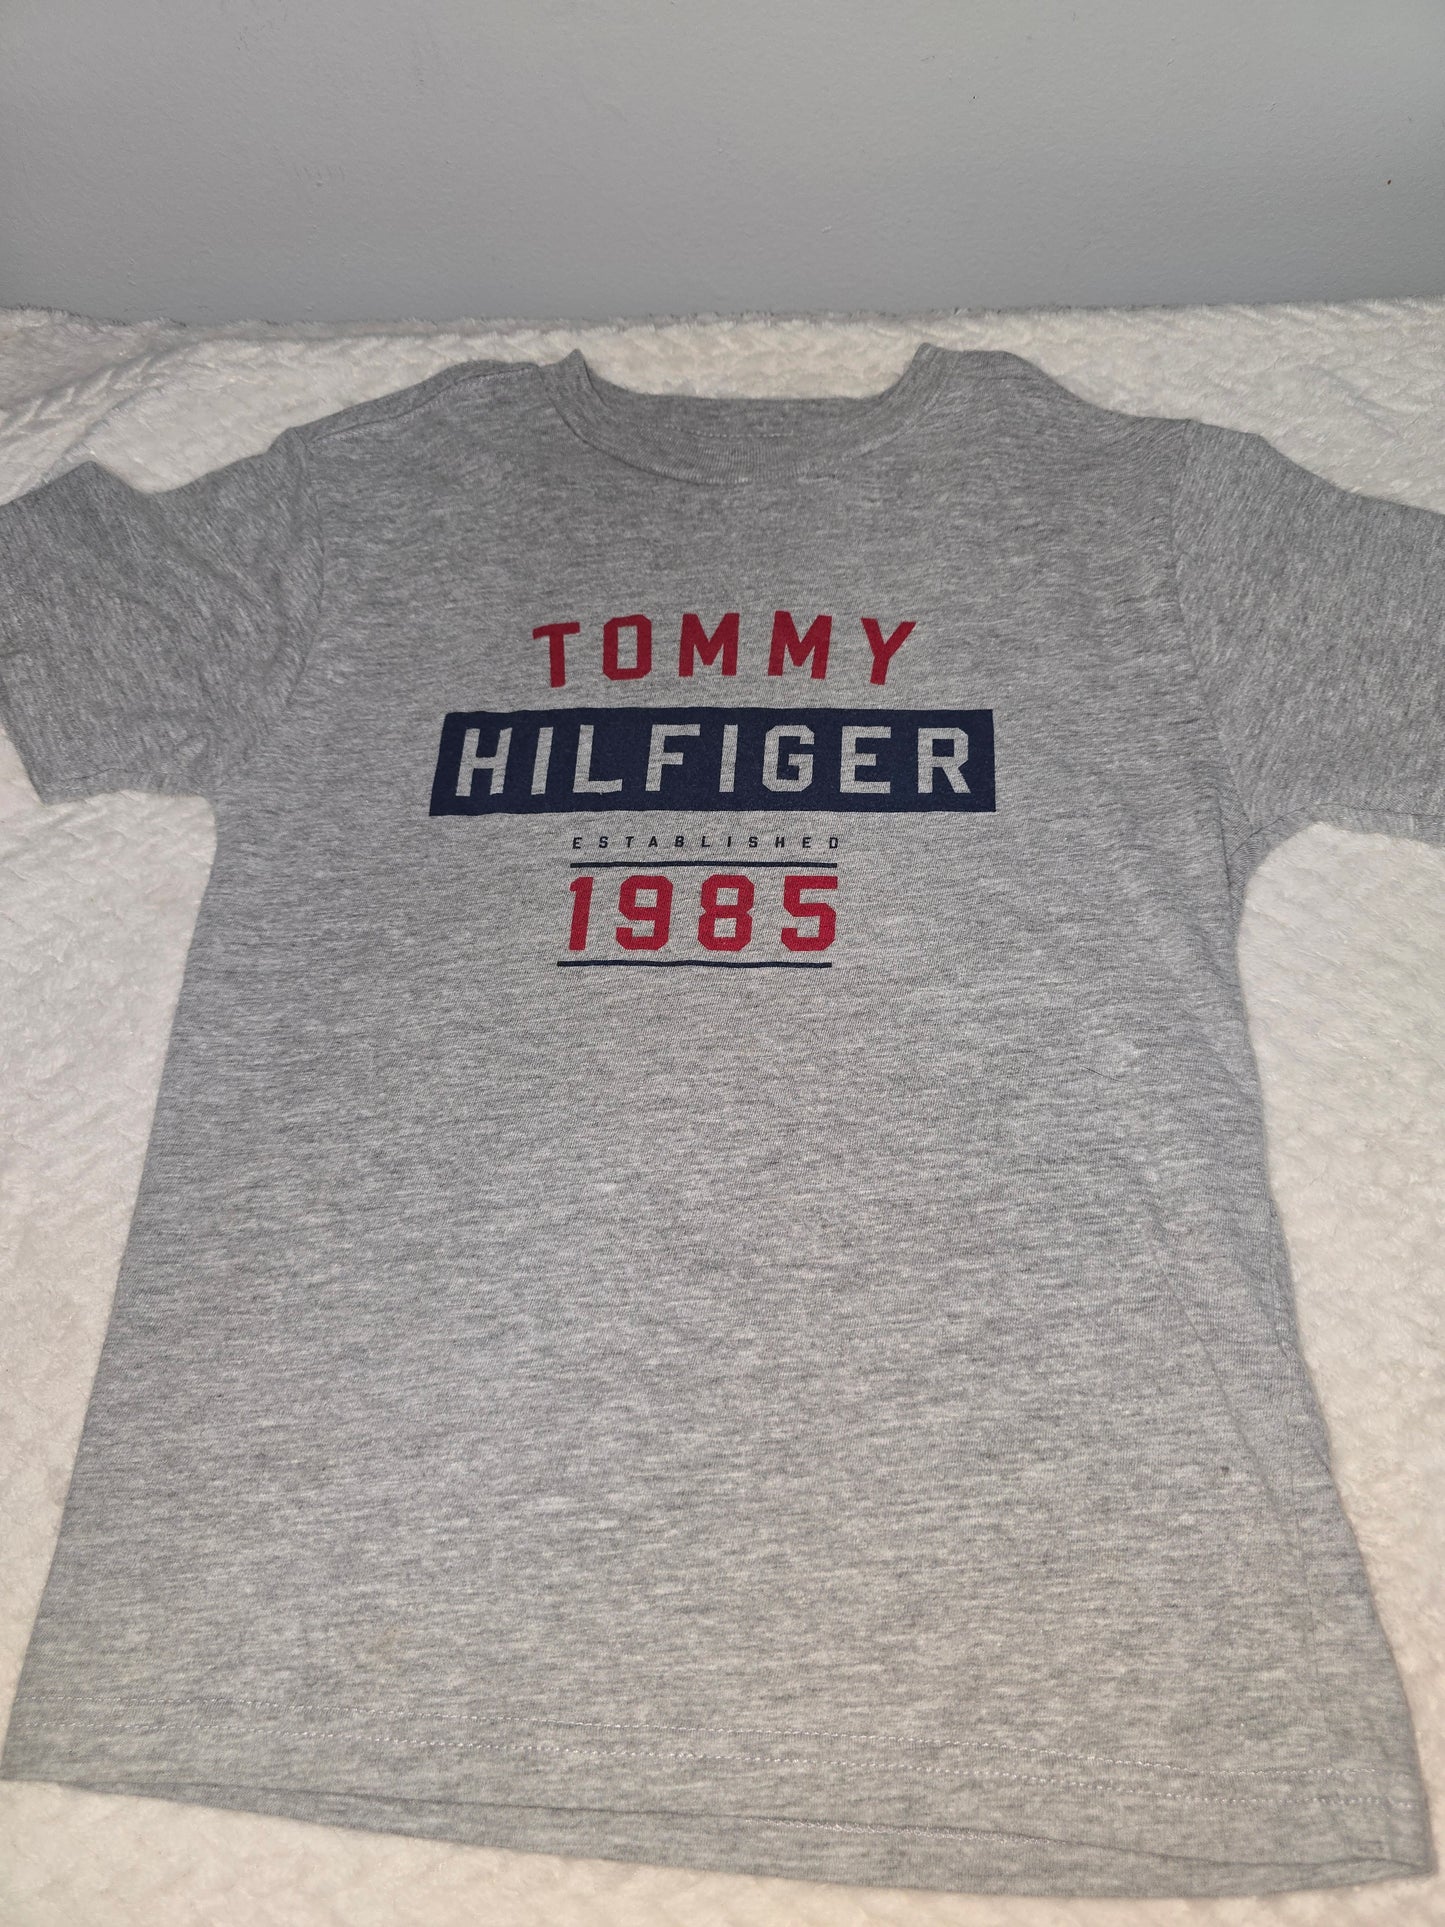 TOMMY
HILFIGER
ESTABLISHED
1985